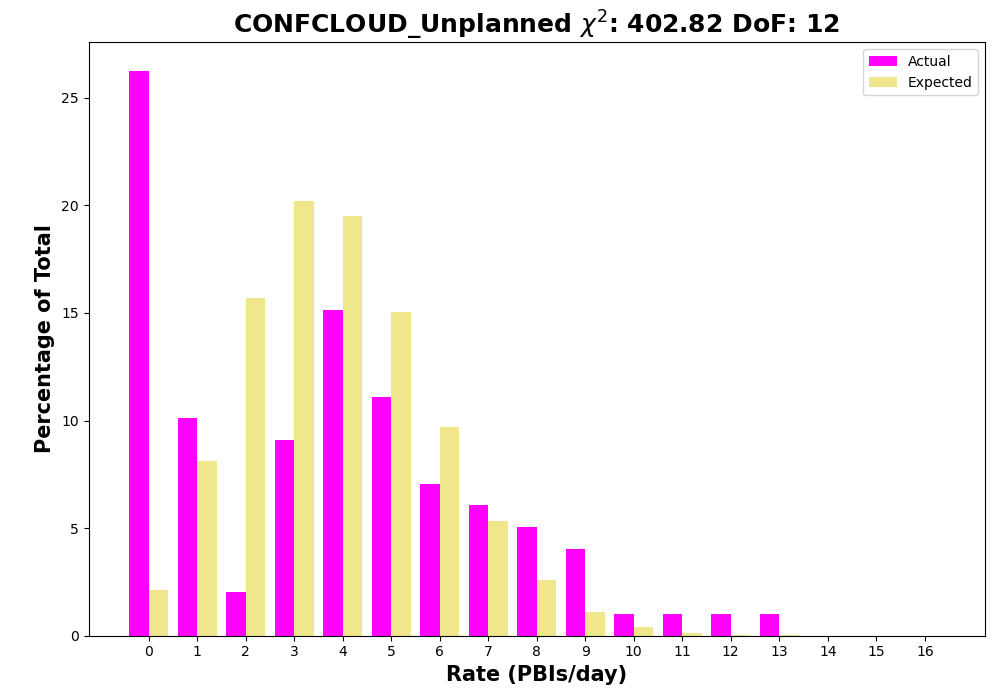 CONFCLOUD_Unplanned χ²: 402.82 DoF: 12
Actual
Expected
Percentage of Total
25
20
15
10
5
0
0 1 2 3 4 5 6 7 8 9 10 11 12 13 14 15 16
Rate (PBIs/day)